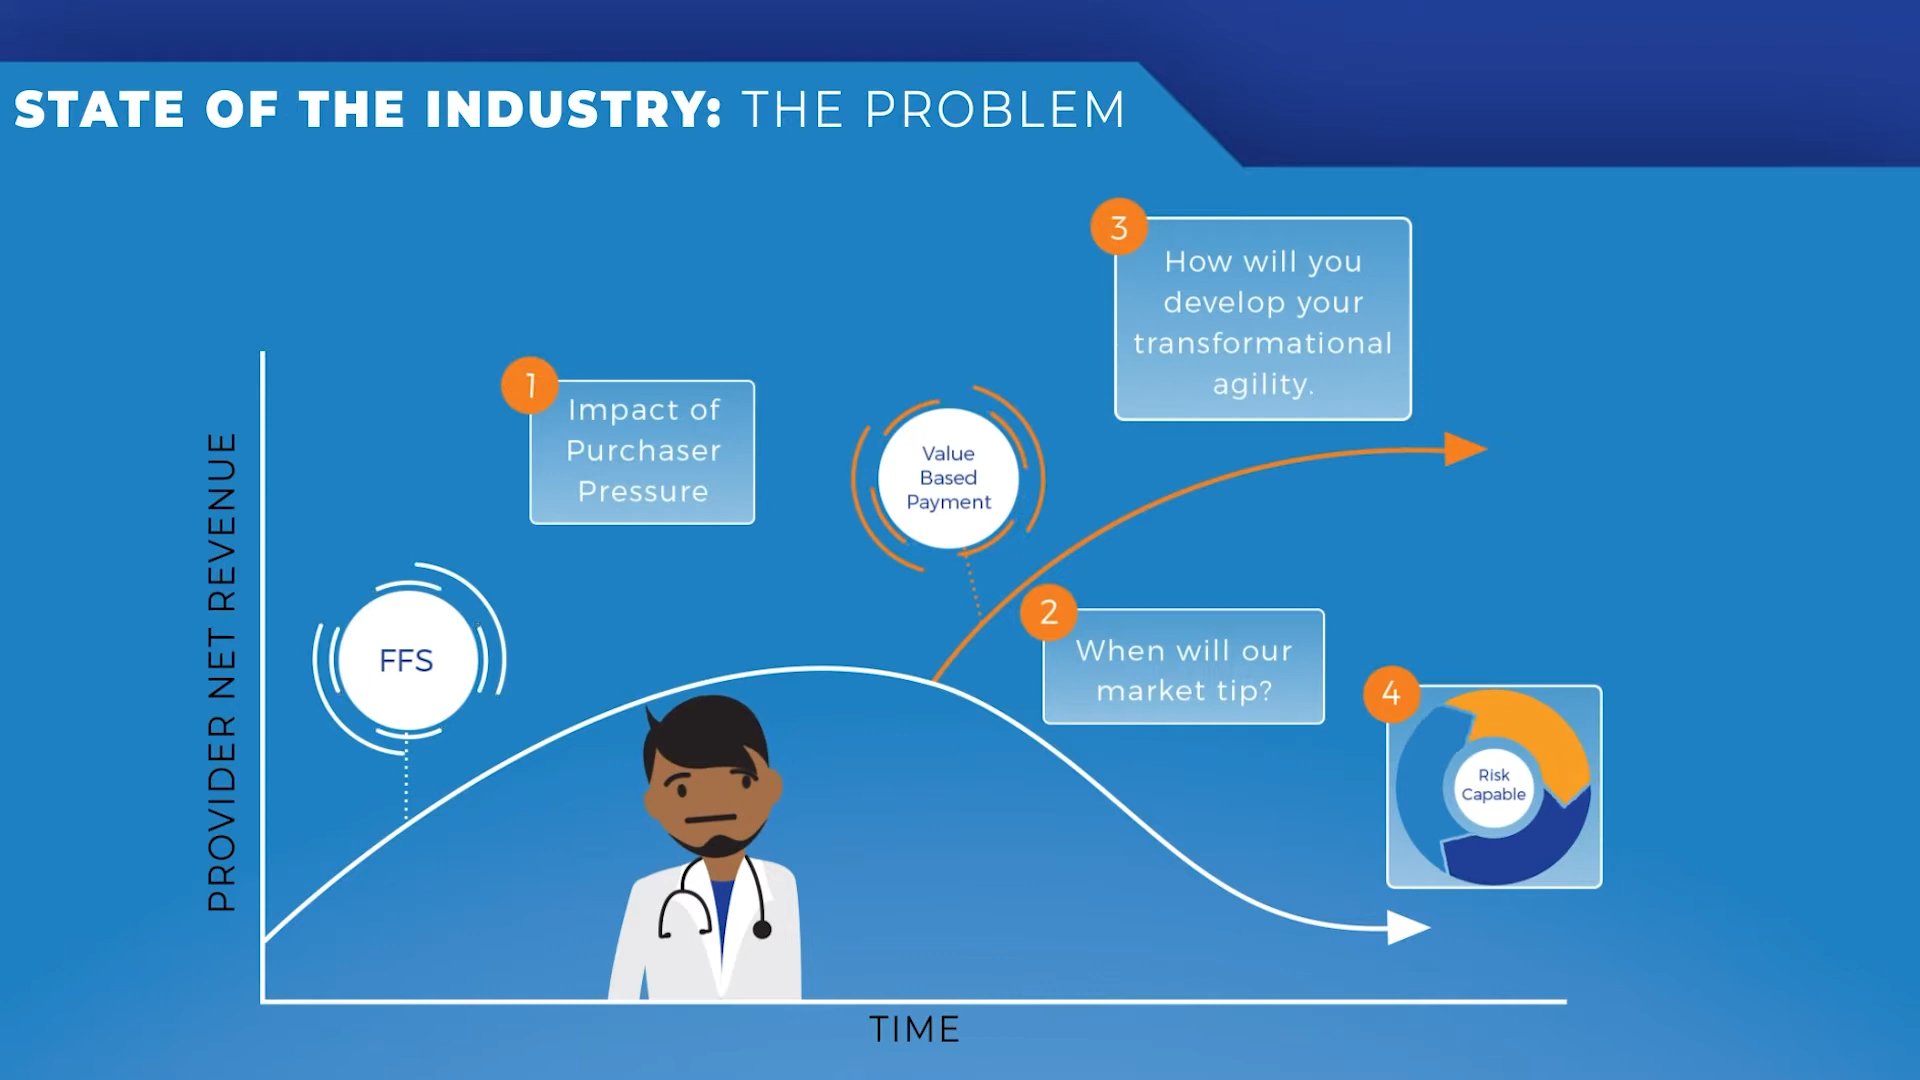 STATE OF THE INDUSTRY: THE PROBLEM
3
How will you
develop your
transformational
agility.
1
Impact of
Purchaser
Pressure
Value
Based
Payment
PROVIDER NET REVENUE
FFS
2
When will our
market tip?
4
Risk
Capable
TIME